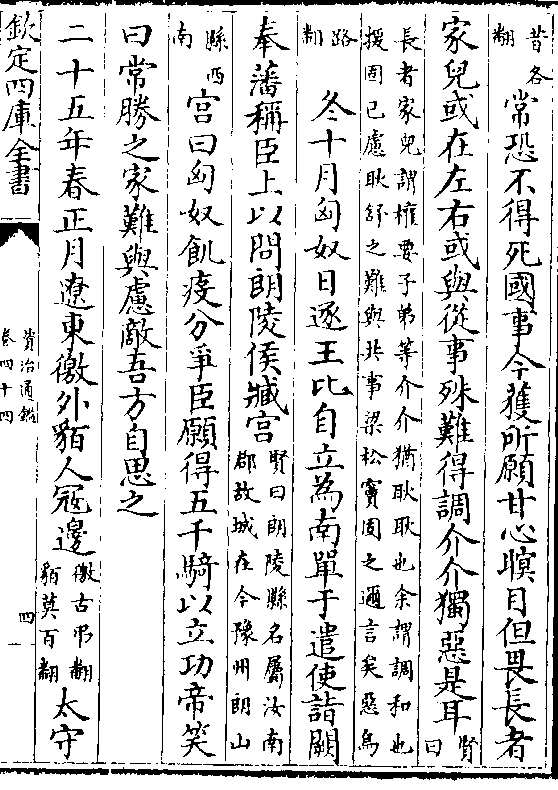 昔各翻常恐不得死國事今獲所願甘心瞑目但畏長者
家兒或在左右或與從事殊難得調介介獨惡是耳賢曰
長者家兒謂權要子弟等介介猶耿耿也余謂調和也
援固已慮耿舒之難與共事梁松竇固之邇言矣惡烏
路翻冬十月匈奴日逐王比自立為南單于遣使詣闕
奉藩稱臣上以問朗陵侯臧宮賢曰朗陵縣名屬汝南郡故城在今豫州朗山
縣西南宮曰匈奴飢疫分爭臣願得五千騎以立功帝笑
曰常勝之家難與慮敵吾方自思之
二十五年春正月遼東徼外貊人寇邊徼古弔翻貊莫百翻太守
欽定四庫全書
資治通鑑
卷四十四
四